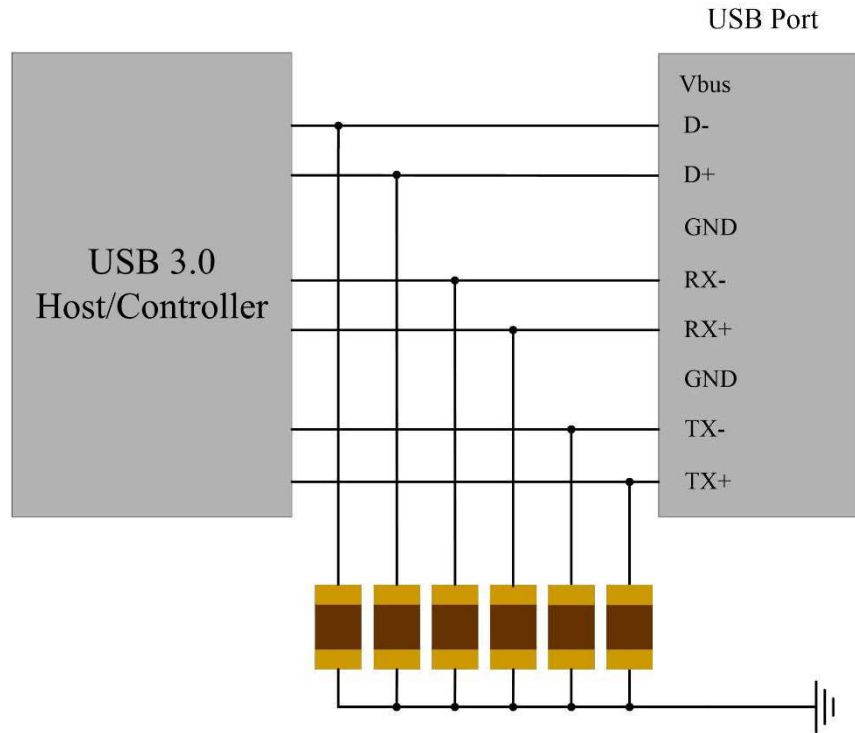 USB Port
USB 3.0
Host/Controller
Vbus
D-
D+
GND
RX-
RX+
GND
TX-
TX+